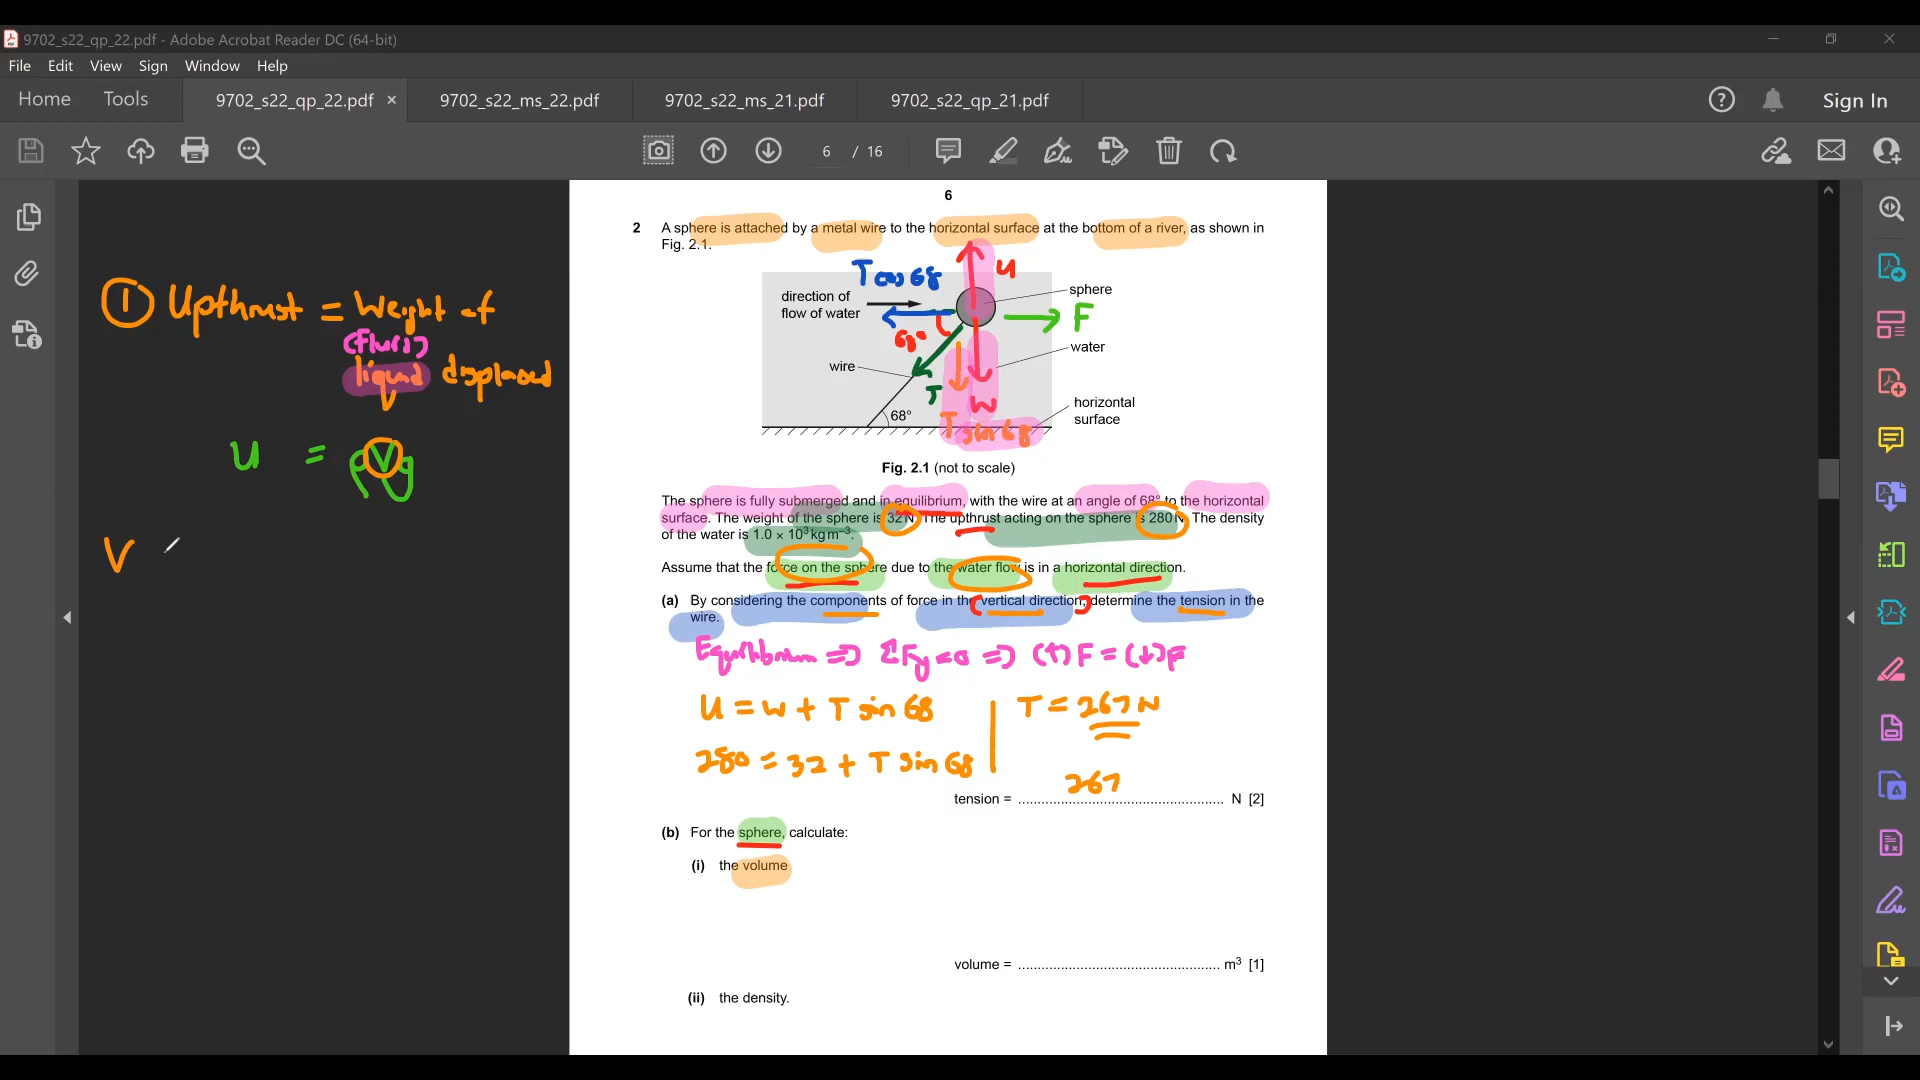 9702_s22_qp_22.pdf - Adobe Acrobat Reader DC (64-bit)
File Edit View Sign Window Help
Home Tools 9702_s22_qp_22.pdf × 9702_s22_ms_22.pdf 9702_s22_ms_21.pdf 9702_s22_qp_21.pdf Sign In
6 / 16
6
2 A sphere is attached by a metal wire to the horizontal surface at the bottom of a river, as shown in
Fig. 2.1.
T cos 68
U
direction of
flow of water
sphere
F
68°
water
wire
T
W
68°
horizontal
surface
T sin 68
Fig. 2.1 (not to scale)
① Upthrust = Weight of
(fluid)
liquid displaced
U = ρVg
V
The sphere is fully submerged and in equilibrium, with the wire at an angle of 68° to the horizontal
surface. The weight of the sphere is 32 N. The upthrust acting on the sphere is 280 N. The density
of the water is 1.0 × 10³ kg m⁻³.
Assume that the force on the sphere due to the water flow is in a horizontal direction.
(a) By considering the components of force in the vertical direction, determine the tension in the
wire.
Equilibrium => ΣFy=0 => (↑)F = (↓)F
U = W + T sin 68
T = 267 N
280 = 32 + T sin 68
267
tension = .................................................... N [2]
(b) For the sphere, calculate:
(i) the volume
volume = ................................................... m³ [1]
(ii) the density.